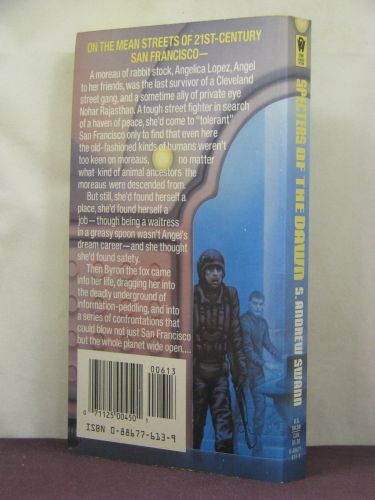 ON THE MEAN STREETS OF 21ST-CENTURY
SAN FRANCISCO—
A moreau of rabbit stock, Angelica Lopez, Angel
to her friends, was the last survivor of a Cleveland
street gang, and a sometime ally of private eye
Nohar Rajasthan. A tough street fighter in search
of a haven of peace, she'd come to "tolerant"
San Francisco only to find that even here
the old-fashioned kinds of humans weren't
too keen on moreaus, no matter
what kind of animal ancestors the
moreaus were descended from.
But still, she'd found herself a
place, she'd found herself a
job—though being a waitress
in a greasy spoon wasn't Angel's
dream career—and she thought
she'd found safety.
Then Byron the fox came
into her life, dragging her into
the deadly underground of
information-peddling, and into
a series of confrontations that
could blow not just San Francisco
but the whole planet wide open....
00613
0 71125 00450 1
ISBN 0-88677-613-9
SPECTERS OF THE DAWN
S. ANDREW SWANN